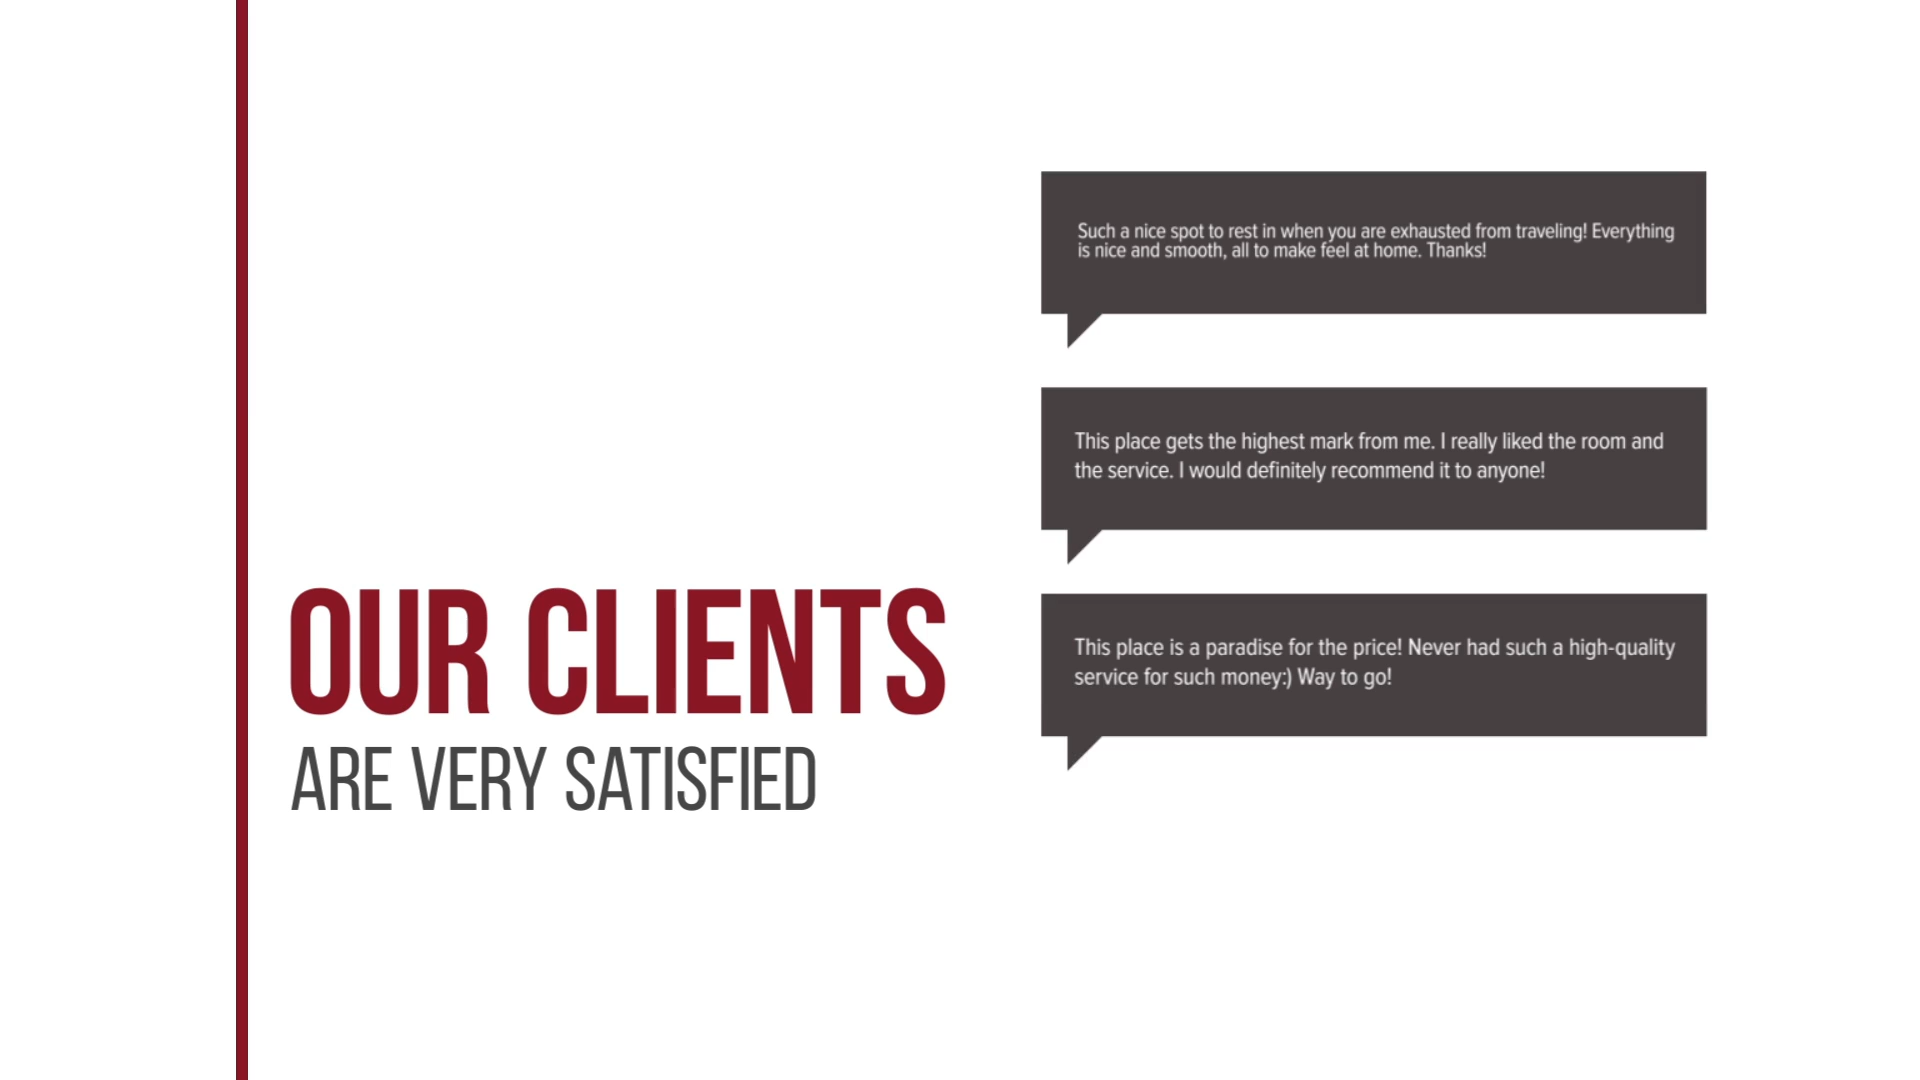 OUR CLIENTS
ARE VERY SATISFIED
Such a nice spot to rest in when you are exhausted from traveling! Everything
is nice and smooth, all to make feel at home. Thanks!
This place gets the highest mark from me. I really liked the room and
the service. I would definitely recommend it to anyone!
This place is a paradise for the price! Never had such a high-quality
service for such money:) Way to go!